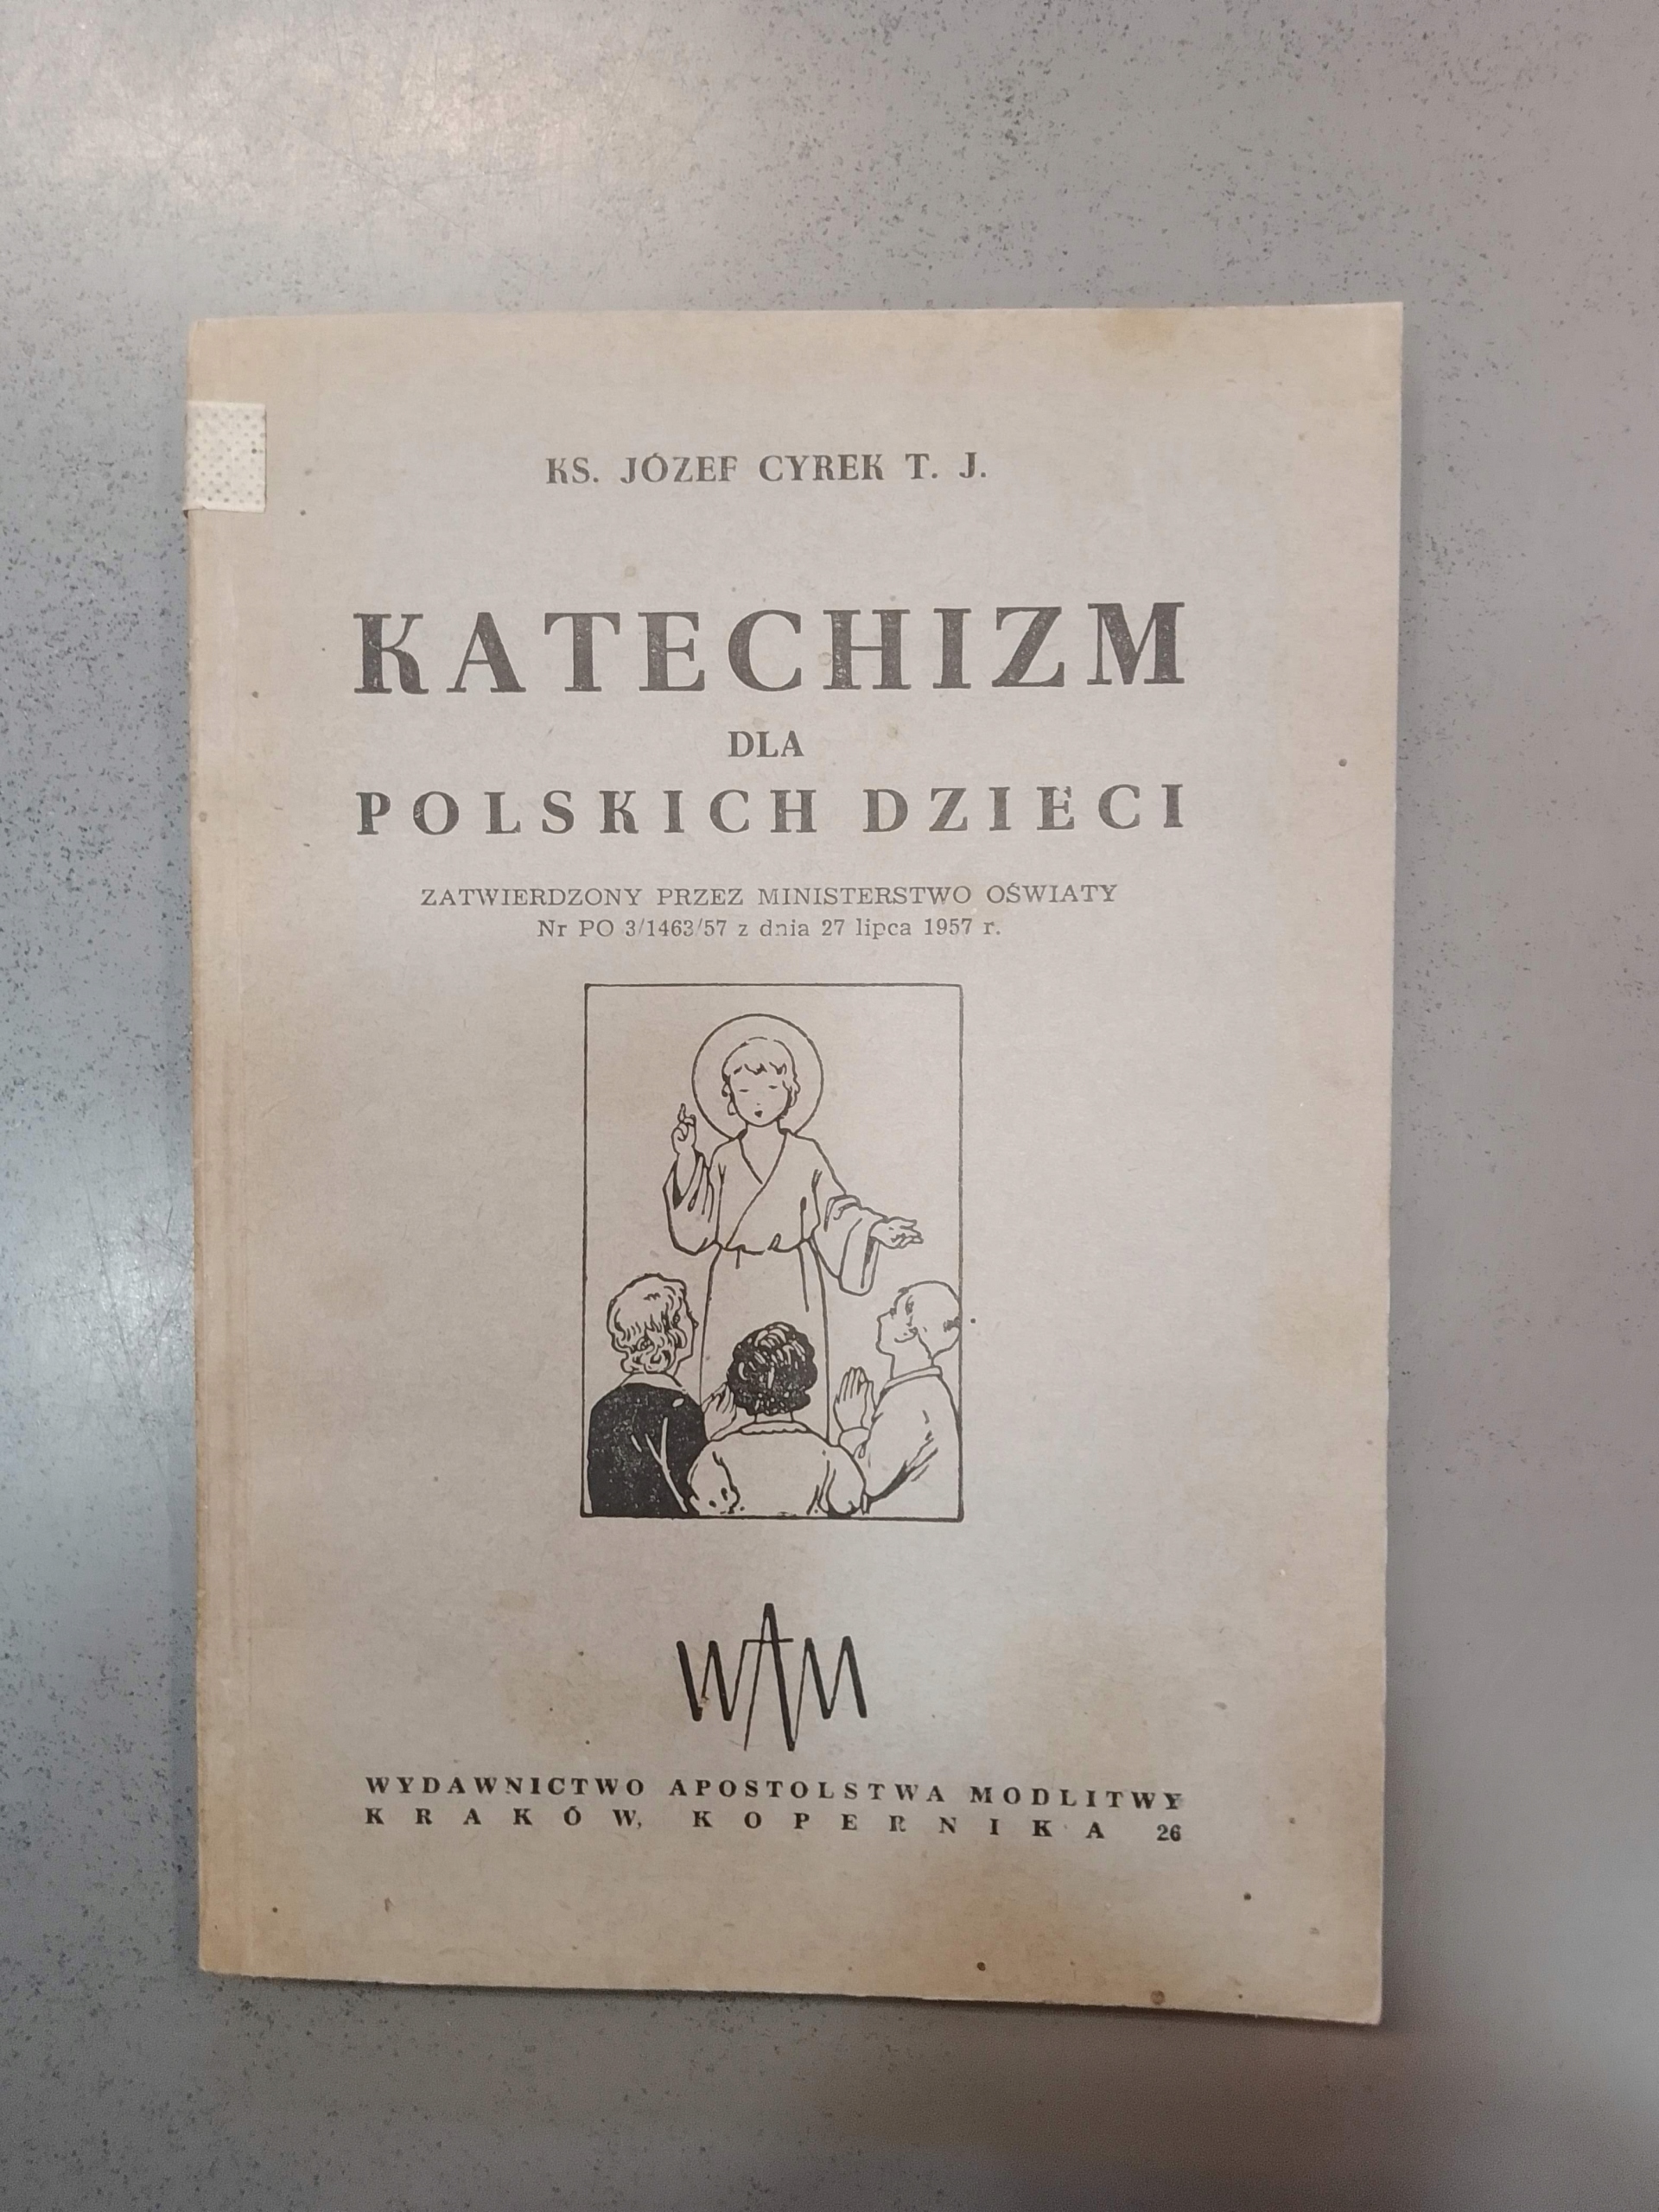 KS. JÓZEF CYREK T. J.
KATECHIZM
DLA
POLSKICH DZIECI
ZATWIERDZONY PRZEZ MINISTERSTWO OŚWIATY
Nr PO 3/1463/57 z dnia 27 lipca 1957 r.
WAM
WYDAWNICTWO APOSTOLSTWA MODLITWY
KRAKÓW, KOPERNIKA 26